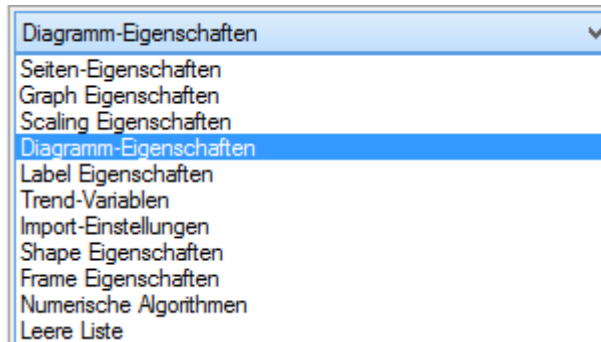 Diagramm-Eigenschaften
Seiten-Eigenschaften
Graph Eigenschaften
Scaling Eigenschaften
Diagramm-Eigenschaften
Label Eigenschaften
Trend-Variablen
Import-Einstellungen
Shape Eigenschaften
Frame Eigenschaften
Numerische Algorithmen
Leere Liste